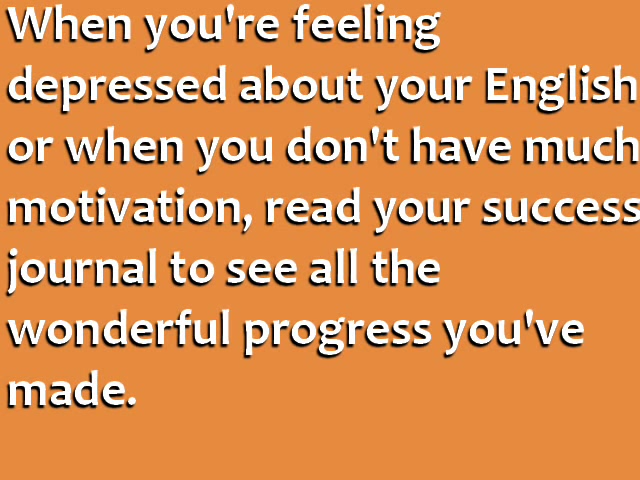 When you're feeling
depressed about your English
or when you don't have much
motivation, read your success
journal to see all the
wonderful progress you've
made.